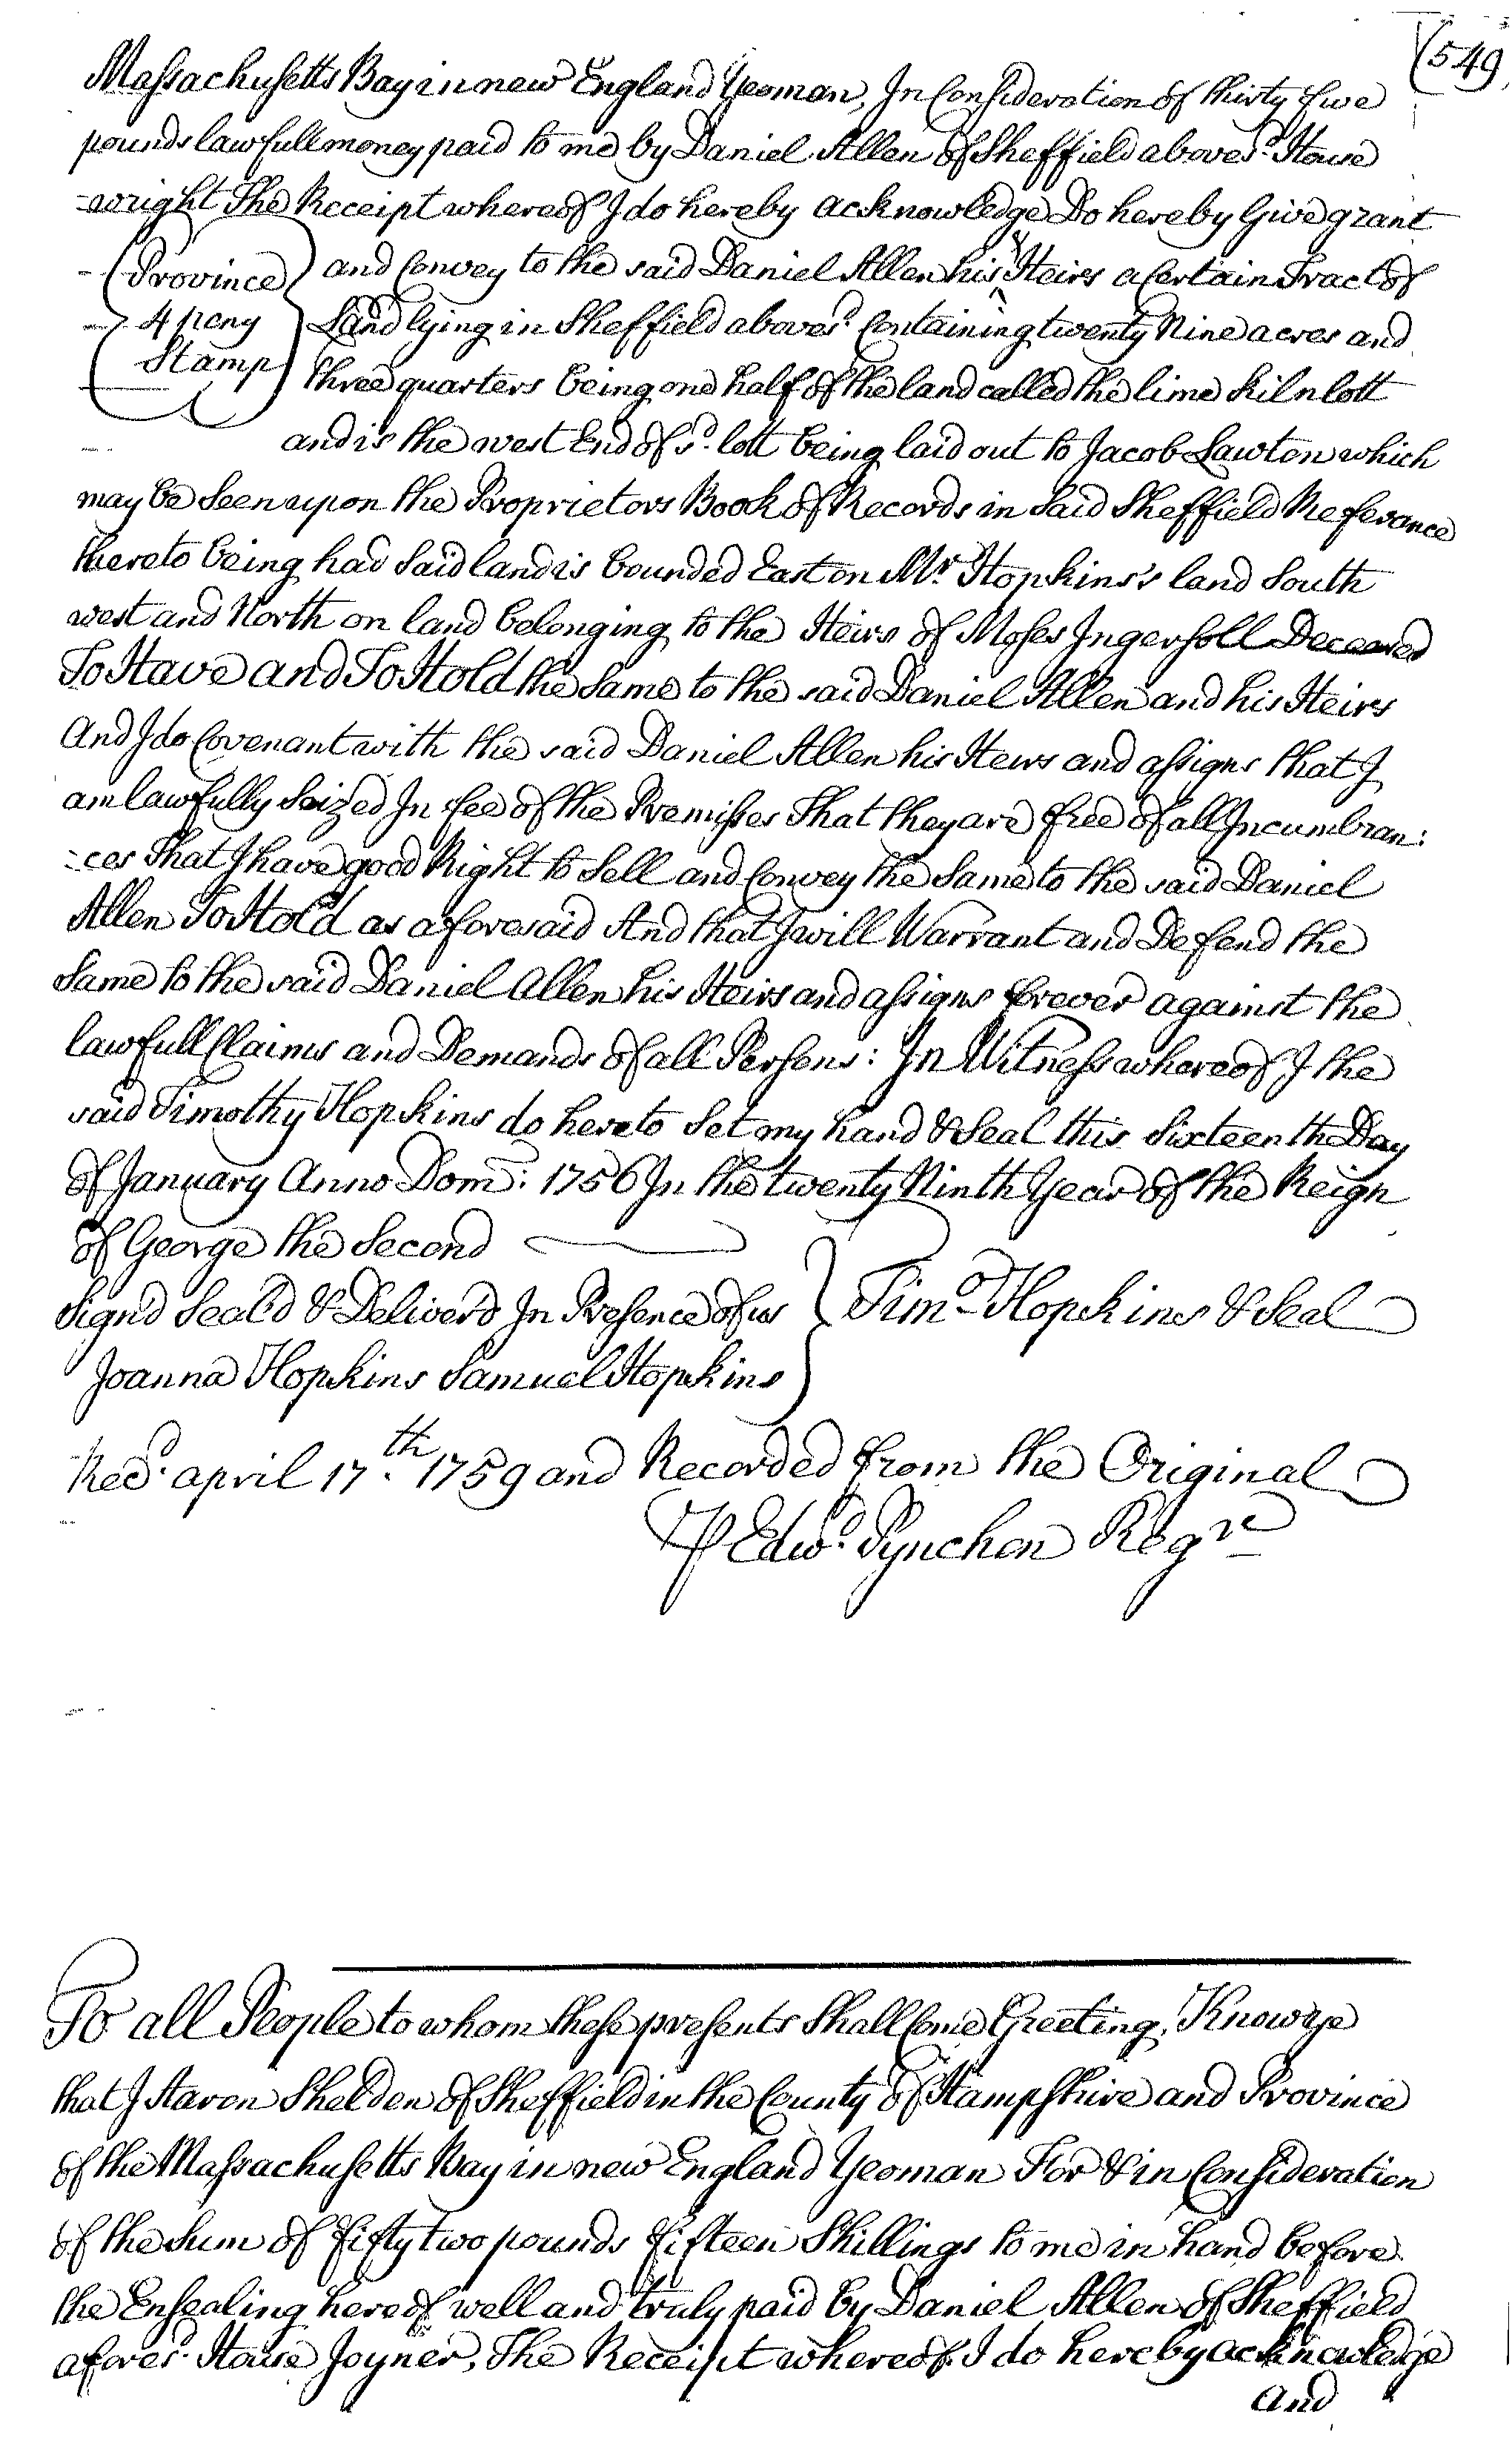 (549
Massachusetts Bay in new England Yeoman, In Consideration of thirty five
pounds lawfull money paid to me by Daniel Allen of Sheffield aboves.d House
-wright The Receipt whereof I do hereby acknowledge Do hereby Give grant
and Convey to the said Daniel Allen his ^ Heirs a Certain Tract of
Province
4 peny
Stamp
Land lying in Sheffield aboves.d Containing twenty Nine acres and
three quarters being one half of the land called the lime kiln lott
and is the west End of s.d lott being laid out to Jacob Lawton which
may be Seen upon the Proprietors Book of Records in Said Sheffield Referance
thereto being had Said land is bounded East on Mr. Hopkins's land South
west and North on land belonging to the Heirs of Moses Ingersoll Deceased
To Have and To Hold the Same to the said Daniel Allen and his Heirs
And I do Covenant with the said Daniel Allen his Heirs and assigns that I
am lawfully Seized In fee of the Premisses That they are free of all Incumbran:
:ces That I have good Right to Sell and Convey the Same to the said Daniel
Allen To Hold as aforesaid And that I will Warrant and Defend the
Same to the said Daniel Allen his Heirs and assigns forever against the
lawfull Claims and Demands of all Persons: In Witness whereof I the
said Timothy Hopkins do hereto Set my hand & Seal this Sixteenth Day
of January Anno Dom: 1756 In the twenty Ninth Year of the Reign
of George the Second
Signd Seal'd & Deliverd In Presence of us } Timo Hopkins & Seal
Joanna Hopkins Samuel Hopkins
Recd. april 17.th 1759 and Recorded from the Original
P Edwd. Pynchon Regr
To all People to whom these presents Shall Come Greeting, Know ye
that I Aaron Shelden of Sheffield in the County of Hampshire and Province
of the Massachusetts Bay in new England Yeoman For & in Consideration
of the Sum of fifty two pounds fifteen Shillings to me in hand before
the Ensealing hereof well and truly paid by Daniel Allen of Sheffield
afores.d House Joyner, The Receipt whereof I do hereby acknowledge
And